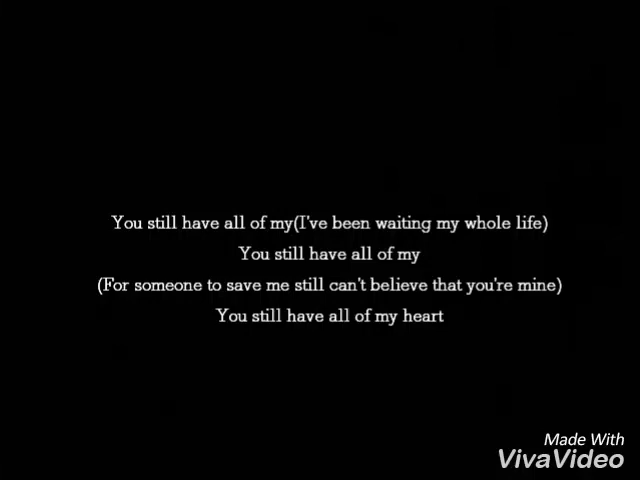 You still have all of my(I've been waiting my whole life)
You still have all of my
(For someone to save me still can't believe that you're mine)
You still have all of my heart
Made With
VivaVideo